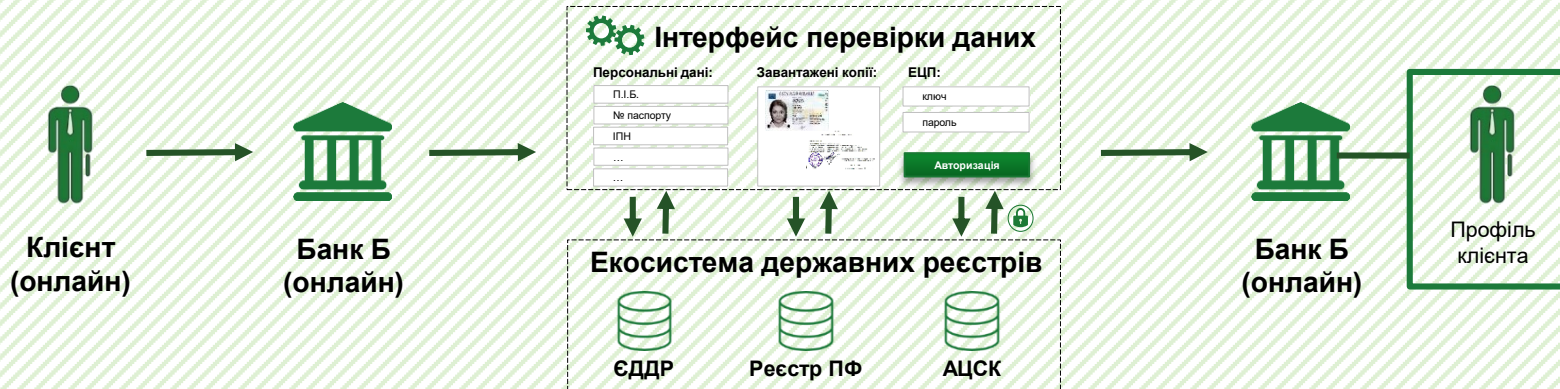 Інтерфейс перевірки даних
Персональні дані:
Завантажені копії:
ЕЦП:
П.І.Б.
№ паспорту
ІПН
...
...
ключ
пароль
Авторизація
Клієнт
(онлайн)
Банк Б
(онлайн)
Екосистема державних реєстрів
ЄДДР
Реєстр ПФ
АЦСК
Банк Б
(онлайн)
Профіль
клієнта